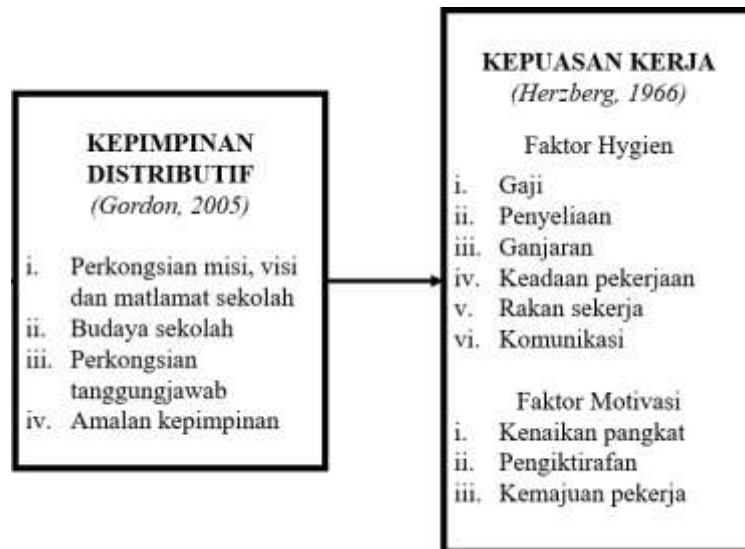 KEPIMPINAN
DISTRIBUTIF
(Gordon, 2005)
i. Perkongsian misi, visi
dan matlamat sekolah
ii. Budaya sekolah
iii. Perkongsian
tanggungjawab
iv. Amalan kepimpinan
KEPUASAN KERJA
(Herzberg, 1966)
Faktor Hygien
i. Gaji
ii. Penyeliaan
iii. Ganjaran
iv. Keadaan pekerjaan
v. Rakan sekerja
vi. Komunikasi
Faktor Motivasi
i. Kenaikan pangkat
ii. Pengiktirafan
iii. Kemajuan pekerja